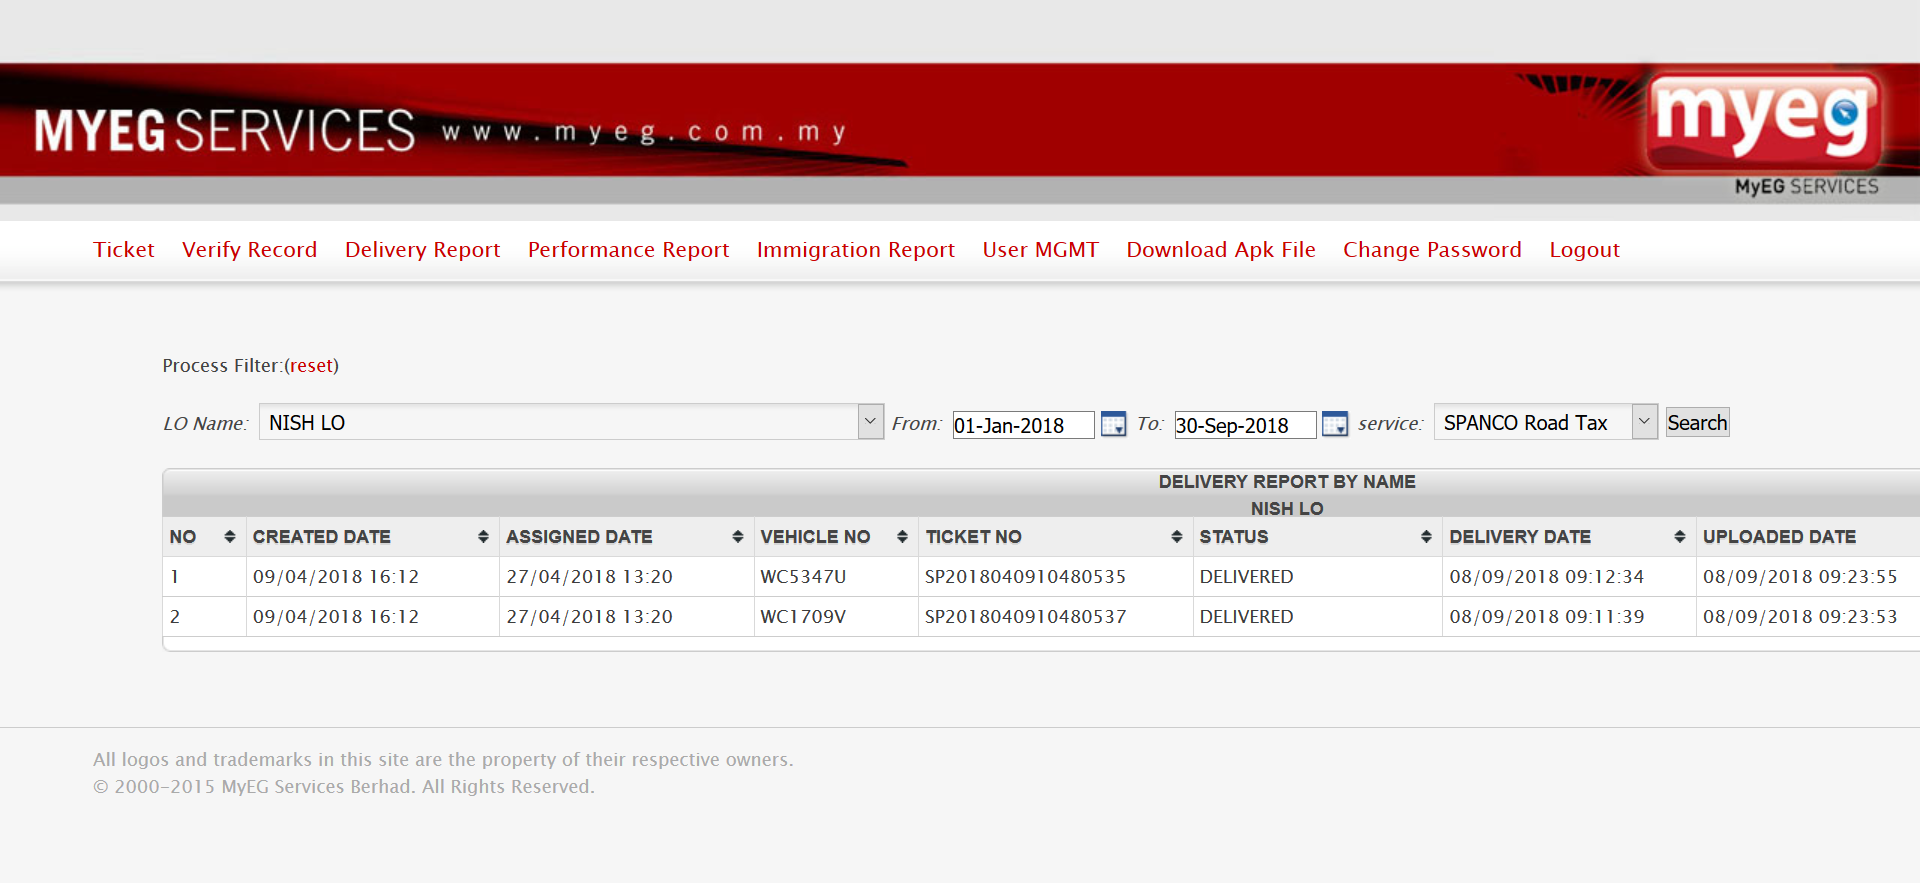 MYEG SERVICES www.myeg.com.my
myeg
MyEG SERVICES
Ticket Verify Record Delivery Report Performance Report Immigration Report User MGMT Download Apk File Change Password Logout
Process Filter:(reset)
LO Name: NISH LO From: 01-Jan-2018 To: 30-Sep-2018 service: SPANCO Road Tax Search
DELIVERY REPORT BY NAME
NISH LO
NO CREATED DATE ASSIGNED DATE VEHICLE NO TICKET NO STATUS DELIVERY DATE UPLOADED DATE
1 09/04/2018 16:12 27/04/2018 13:20 WC5347U SP2018040910480535 DELIVERED 08/09/2018 09:12:34 08/09/2018 09:23:55
2 09/04/2018 16:12 27/04/2018 13:20 WC1709V SP2018040910480537 DELIVERED 08/09/2018 09:11:39 08/09/2018 09:23:53
All logos and trademarks in this site are the property of their respective owners.
© 2000-2015 MyEG Services Berhad. All Rights Reserved.